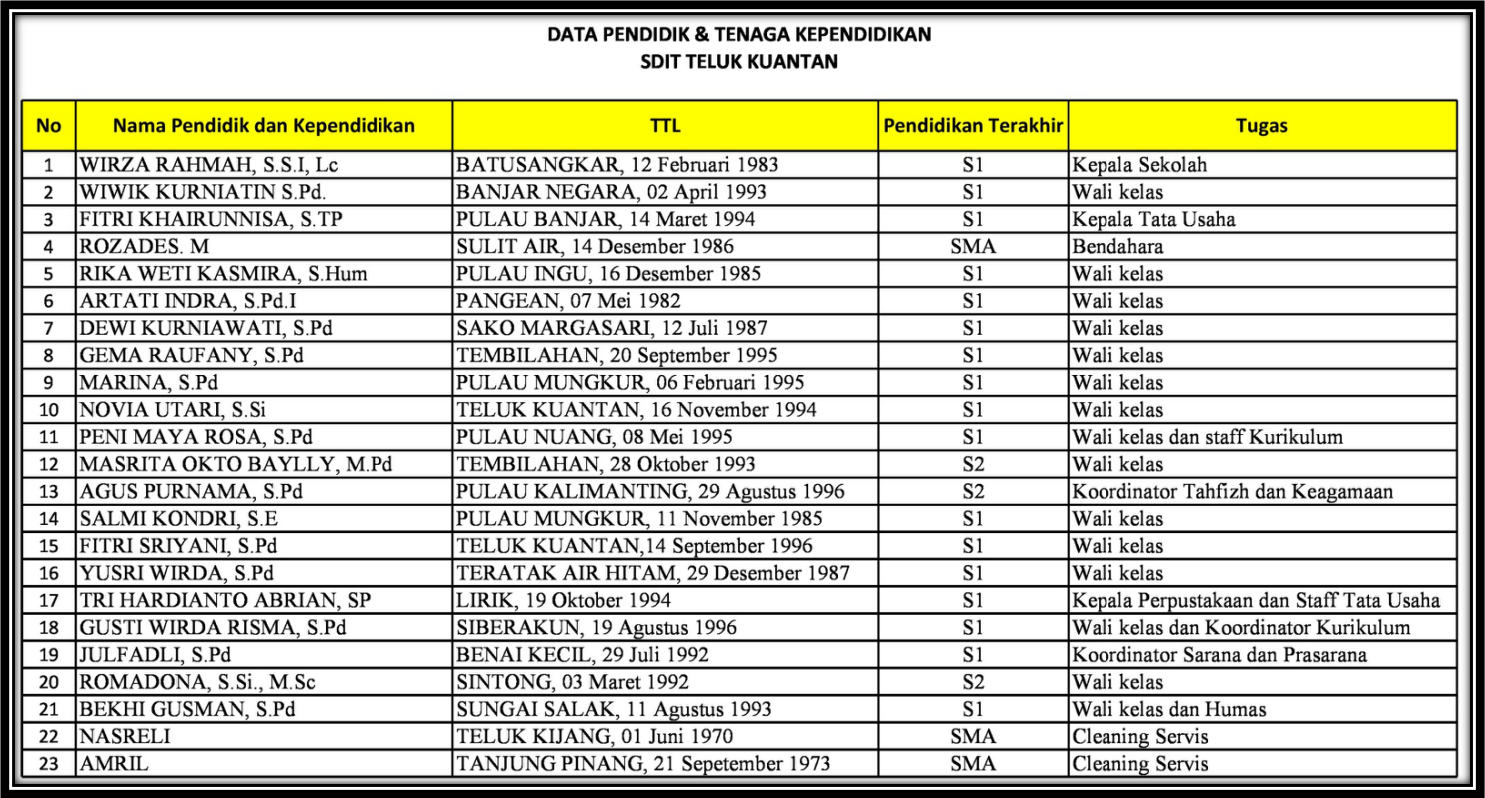 DATA PENDIDIK & TENAGA KEPENDIDIKAN
SDIT TELUK KUANTAN
No Nama Pendidik dan Kependidikan TTL Pendidikan Terakhir Tugas
1 WIRZA RAHMAH, S.S.I, Lc BATUSANGKAR, 12 Februari 1983 S1 Kepala Sekolah
2 WIWIK KURNIATIN S.Pd. BANJAR NEGARA, 02 April 1993 S1 Wali kelas
3 FITRI KHAIRUNNISA, S.TP PULAU BANJAR, 14 Maret 1994 S1 Kepala Tata Usaha
4 ROZADES. M SULIT AIR, 14 Desember 1986 SMA Bendahara
5 RIKA WETI KASMIRA, S.Hum PULAU INGU, 16 Desember 1985 S1 Wali kelas
6 ARTATI INDRA, S.Pd.I PANGEAN, 07 Mei 1982 S1 Wali kelas
7 DEWI KURNIAWATI, S.Pd SAKO MARGASARI, 12 Juli 1987 S1 Wali kelas
8 GEMA RAUFANY, S.Pd TEMBILAHAN, 20 September 1995 S1 Wali kelas
9 MARINA, S.Pd PULAU MUNGKUR, 06 Februari 1995 S1 Wali kelas
10 NOVIA UTARI, S.Si TELUK KUANTAN, 16 November 1994 S1 Wali kelas
11 PENI MAYA ROSA, S.Pd PULAU NUANG, 08 Mei 1995 S1 Wali kelas dan staff Kurikulum
12 MASRITA OKTO BAYLLY, M.Pd TEMBILAHAN, 28 Oktober 1993 S2 Wali kelas
13 AGUS PURNAMA, S.Pd PULAU KALIMANTING, 29 Agustus 1996 S2 Koordinator Tahfizh dan Keagamaan
14 SALMI KONDRI, S.E PULAU MUNGKUR, 11 November 1985 S1 Wali kelas
15 FITRI SRIYANI, S.Pd TELUK KUANTAN,14 September 1996 S1 Wali kelas
16 YUSRI WIRDA, S.Pd TERATAK AIR HITAM, 29 Desember 1987 S1 Wali kelas
17 TRI HARDIANTO ABRIAN, SP LIRIK, 19 Oktober 1994 S1 Kepala Perpustakaan dan Staff Tata Usaha
18 GUSTI WIRDA RISMA, S.Pd SIBERAKUN, 19 Agustus 1996 S1 Wali kelas dan Koordinator Kurikulum
19 JULFADLI, S.Pd BENAI KECIL, 29 Juli 1992 S1 Koordinator Sarana dan Prasarana
20 ROMADONA, S.Si., M.Sc SINTONG, 03 Maret 1992 S2 Wali kelas
21 BEKHI GUSMAN, S.Pd SUNGAI SALAK, 11 Agustus 1993 S1 Wali kelas dan Humas
22 NASRELI TELUK KIJANG, 01 Juni 1970 SMA Cleaning Servis
23 AMRIL TANJUNG PINANG, 21 Sepetember 1973 SMA Cleaning Servis